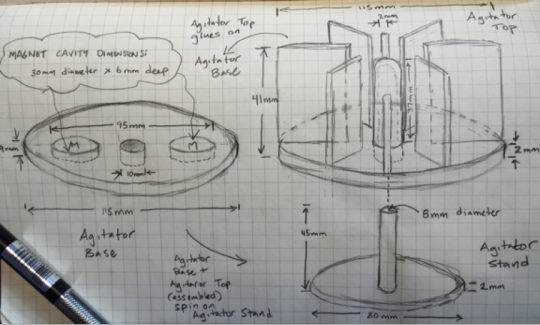 MAGNET CAVITY DIMENSIONS:
30mm diameter x 6mm deep
Agitator Top
glues on
Agitator
Base
115mm
2mm
Agitator
Top
41mm
37mm
2mm
95mm
9mm
M
M
10mm
115mm
Agitator
Base
Agitator
Base +
Agitator Top
(assembled)
spin on
Agitator Stand
8mm diameter
45mm
Agitator
Stand
2mm
80mm